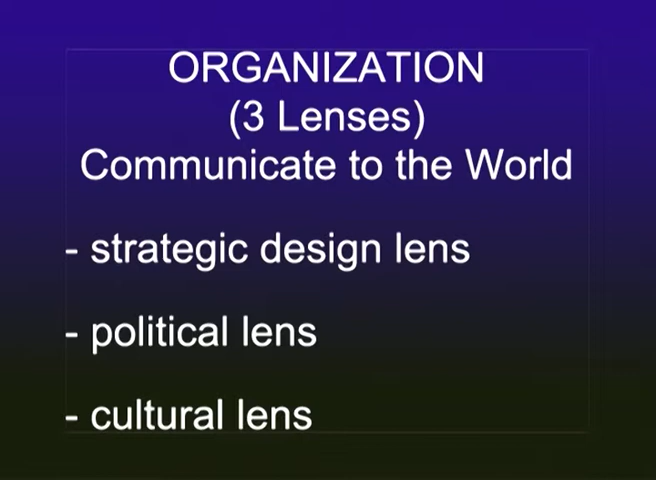 ORGANIZATION
(3 Lenses)
Communicate to the World
- strategic design lens
- political lens
- cultural lens